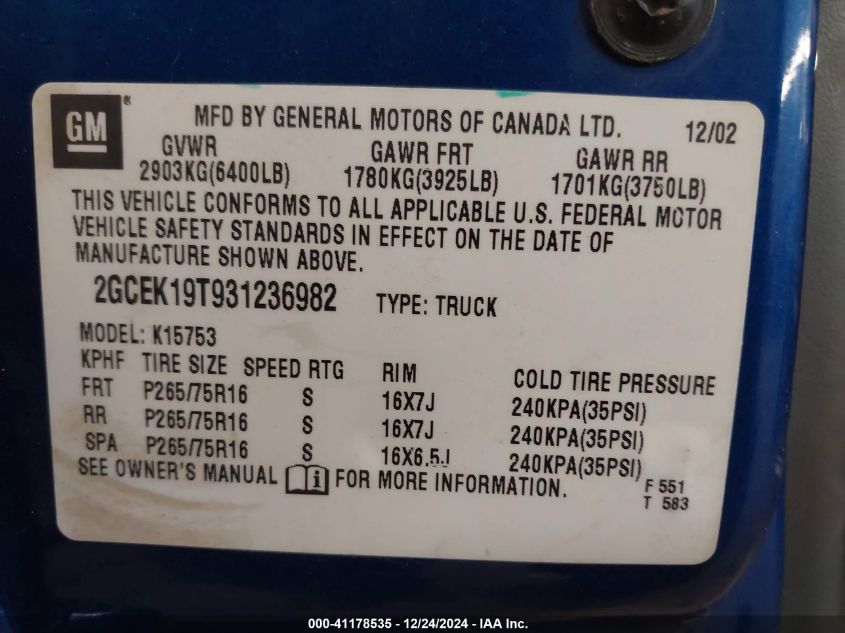 GM ® MFD BY GENERAL MOTORS OF CANADA LTD. 12/02
GVWR GAWR FRT GAWR RR
2903KG(6400LB) 1780KG(3925LB) 1701KG(3750LB)
THIS VEHICLE CONFORMS TO ALL APPLICABLE U.S. FEDERAL MOTOR
VEHICLE SAFETY STANDARDS IN EFFECT ON THE DATE OF
MANUFACTURE SHOWN ABOVE.
2GCEK19T931236982 TYPE: TRUCK
MODEL: K15753
KPHF TIRE SIZE SPEED RTG RIM COLD TIRE PRESSURE
FRT P265/75R16 S 16X7J 240KPA(35PSI)
RR P265/75R16 S 16X7J 240KPA(35PSI)
SPA P265/75R16 S 16X6.5J 240KPA(35PSI)
SEE OWNER'S MANUAL i FOR MORE INFORMATION. F 551
T 583
000-41178535 - 12/24/2024 - IAA Inc.